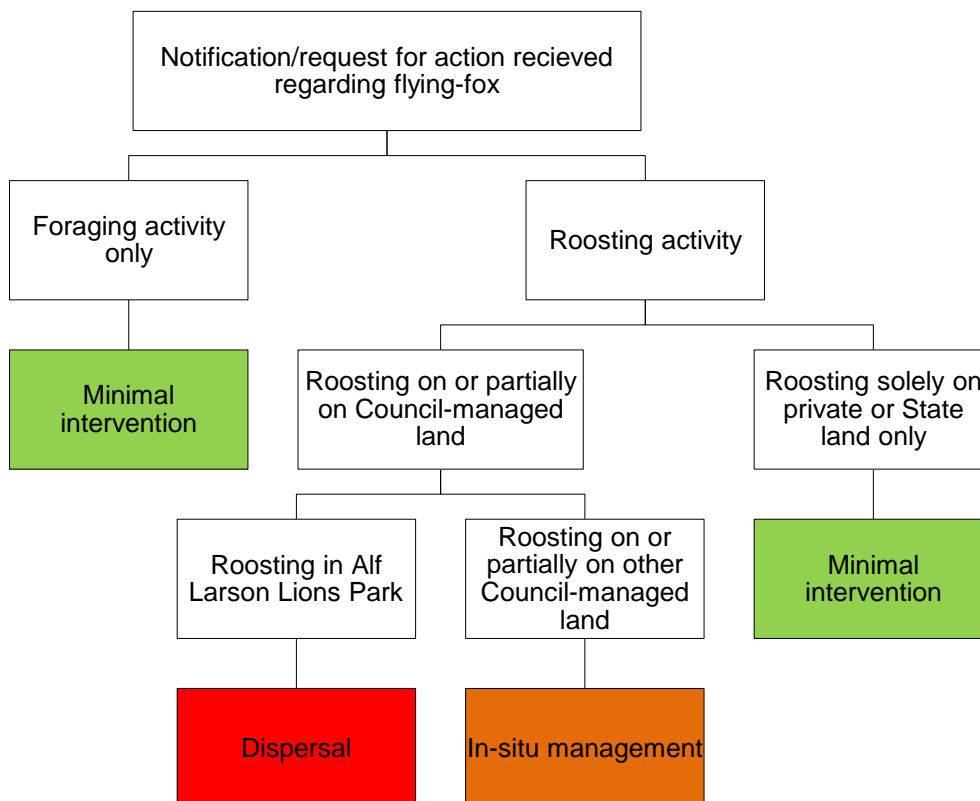 Notification/request for action recieved
regarding flying-fox
Foraging activity
only
Roosting activity
Minimal
intervention
Roosting on or partially
on Council-managed
land
Roosting solely on
private or State
land only
Roosting in Alf
Larson Lions Park
Roosting on or
partially on other
Council-managed
land
Minimal
intervention
Dispersal
In-situ management